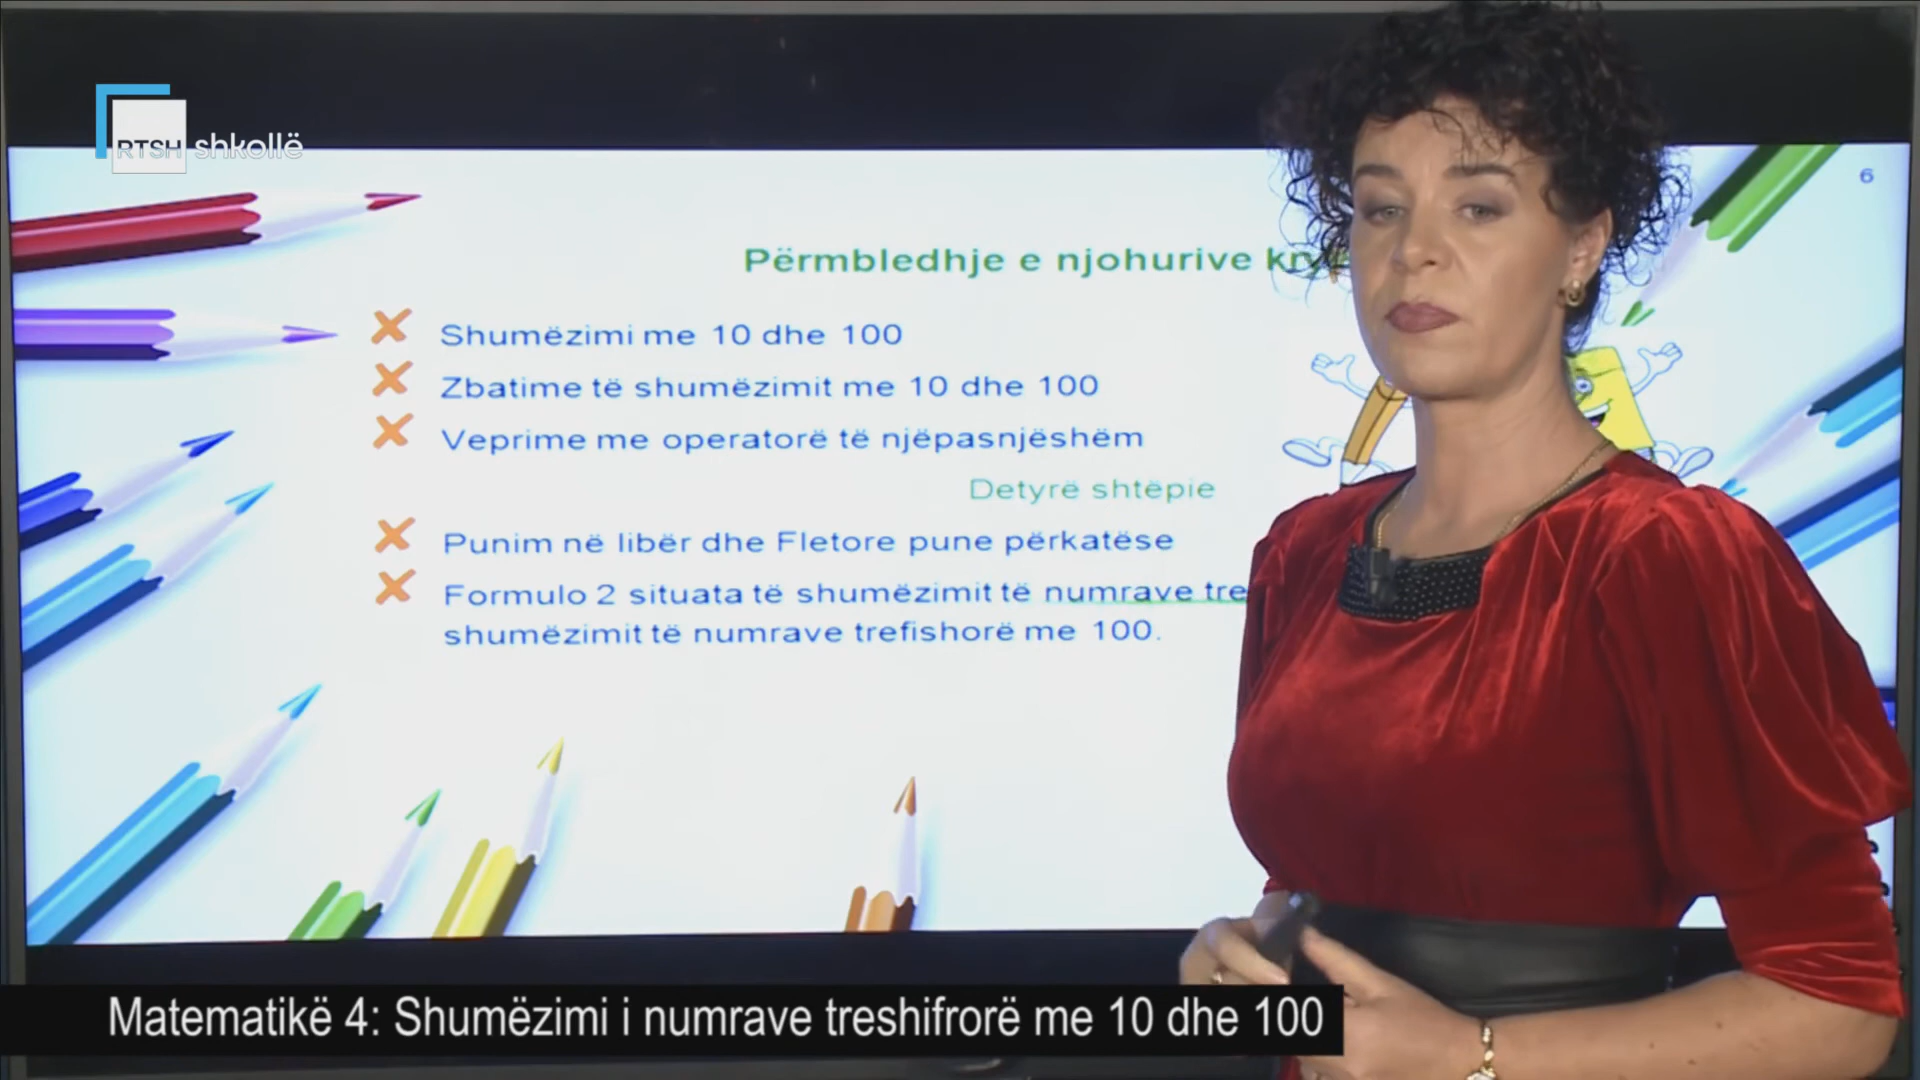 RTSH shkollë
6
Përmbledhje e njohurive
Shumëzimi me 10 dhe 100
Zbatime të shumëzimit me 10 dhe 100
Veprime me operatorë të njëpasnjëshëm
Detyrë shtëpie
Punim në libër dhe Fletore pune përkatëse
Formulo 2 situata të shumëzimit të numrave tre
shumëzimit të numrave trefishorë me 100.
Matematikë 4: Shumëzimi i numrave treshifrorë me 10 dhe 100